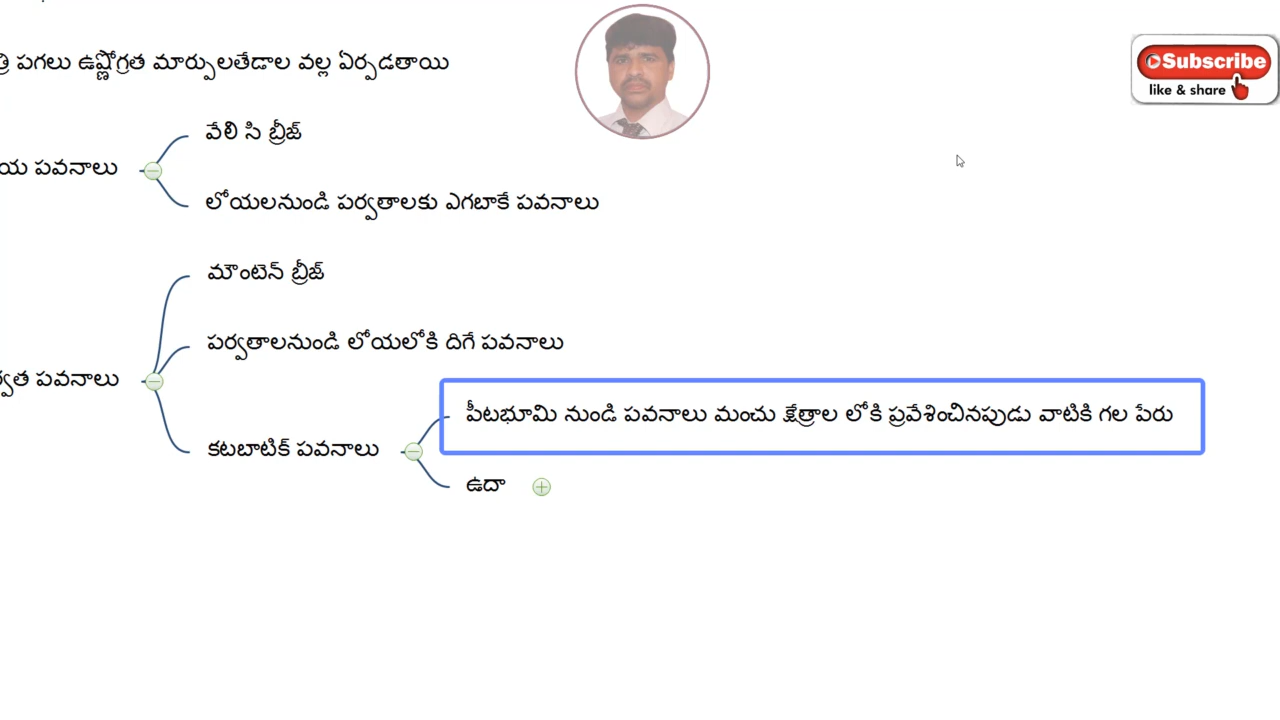 పగలు ఉష్ణోగ్రత మార్పులతేడాల వల్ల ఏర్పడతాయి
Subscribe
like & share
వేలి సి బ్రీజ్
పవనాలు
లోయలనుండి పర్వతాలకు ఎగబాకే పవనాలు
మౌంటెన్ బ్రీజ్
పర్వతాలనుండి లోయలోకి దిగే పవనాలు
పవనాలు
పీటభూమి నుండి పవనాలు మంచు క్షేత్రాల లోకి ప్రవేశించినపుడు వాటికి గల పేరు
కటబాటిక్ పవనాలు
ఉదా